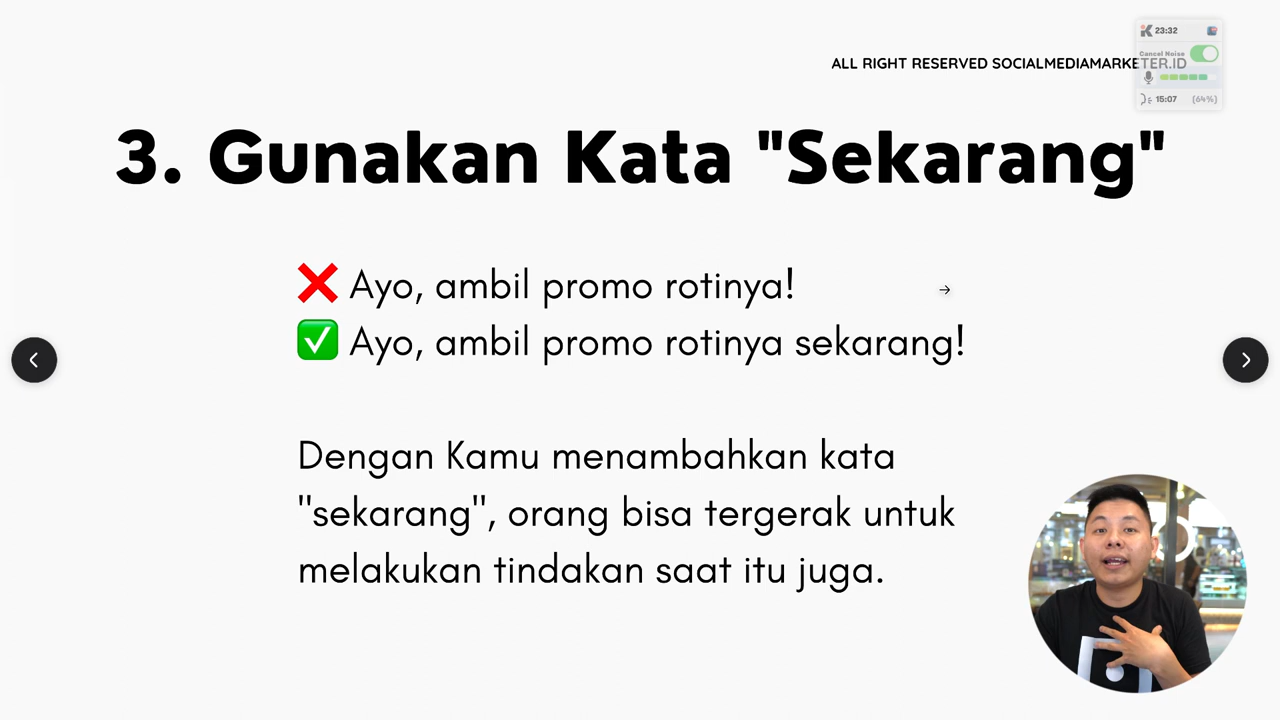 23:32
Cancel Noise
ALL RIGHT RESERVED SOCIALMEDIAMARKETER.ID
15:07 (64%)
3. Gunakan Kata "Sekarang"
❌ Ayo, ambil promo rotinya!
→
✅ Ayo, ambil promo rotinya sekarang!
Dengan Kamu menambahkan kata
"sekarang", orang bisa tergerak untuk
melakukan tindakan saat itu juga.